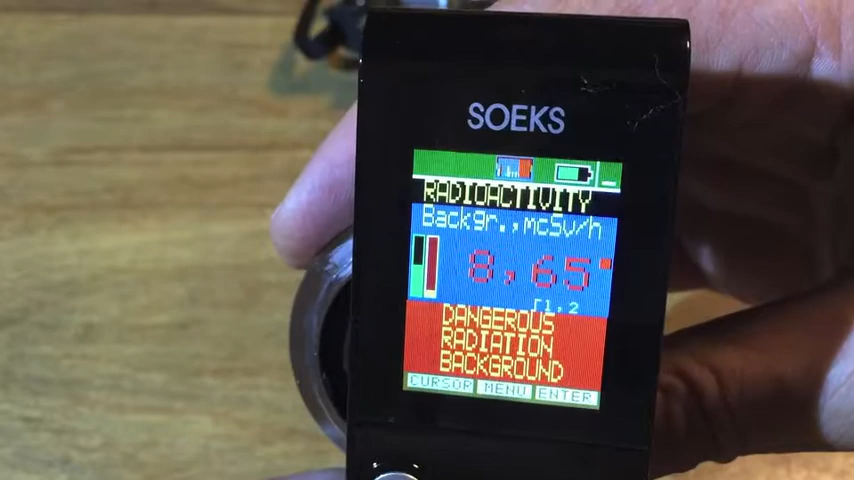 SOEKS
RADIOACTIVITY
Backgr.,mcSv/h
8,65
1,2
DANGEROUS
RADIATION
BACKGROUND
CURSOR MENU ENTER